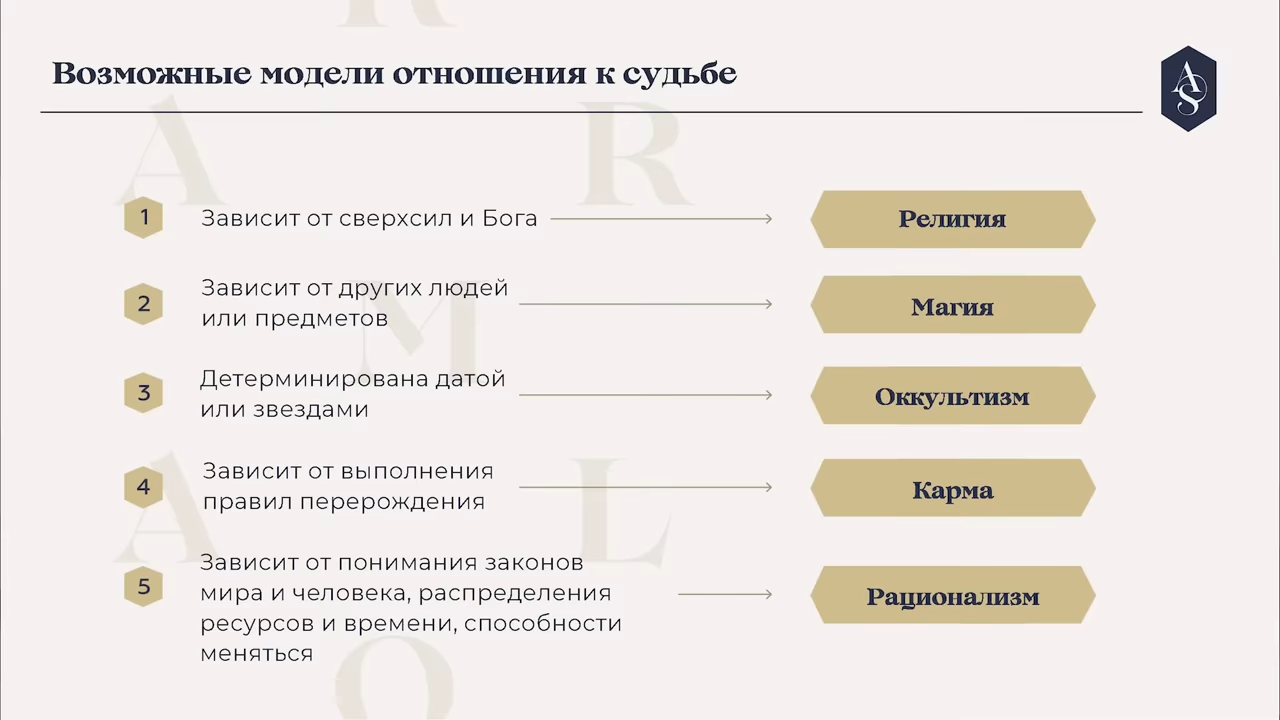 Возможные модели отношения к судьбе
AS
1
Зависит от сверхсил и Бога
Религия
2
Зависит от других людей
или предметов
Магия
3
Детерминирована датой
или звездами
Оккультизм
4
Зависит от выполнения
правил перерождения
Карма
5
Зависит от понимания законов
мира и человека, распределения
ресурсов и времени, способности
меняться
Рационализм
R
A R
M
A L
O